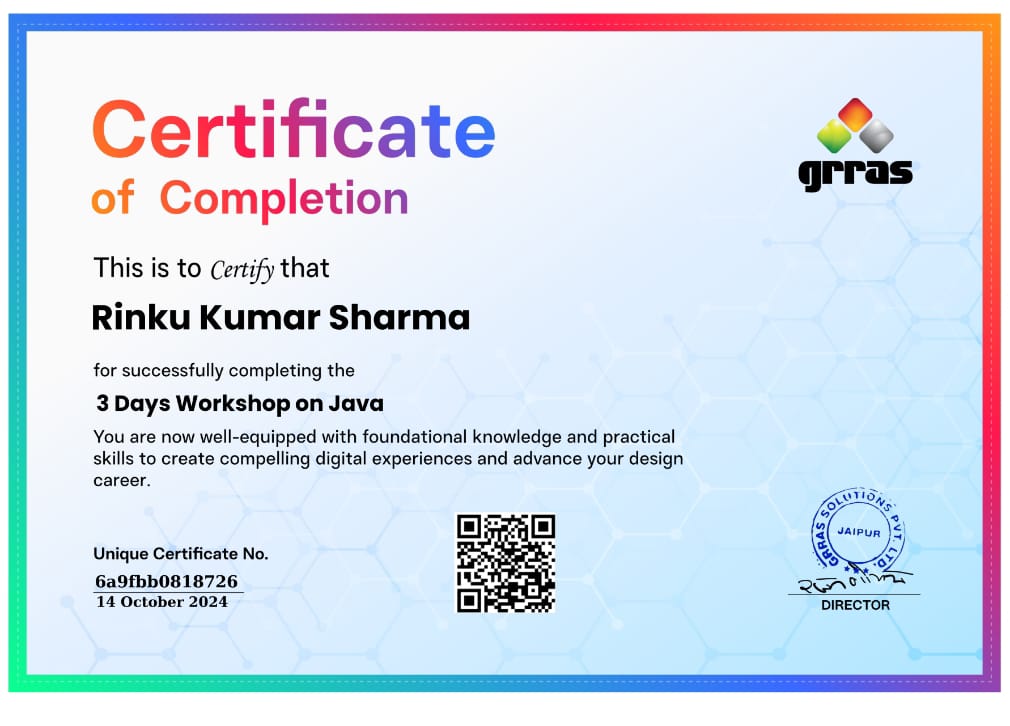 Certificate
of Completion
grras
This is to Certify that
Rinku Kumar Sharma
for successfully completing the
3 Days Workshop on Java
You are now well-equipped with foundational knowledge and practical
skills to create compelling digital experiences and advance your design
career.
Unique Certificate No.
6a9fbb0818726
14 October 2024
GRRAS SOLUTIONS PVT. LTD.
JAIPUR
DIRECTOR